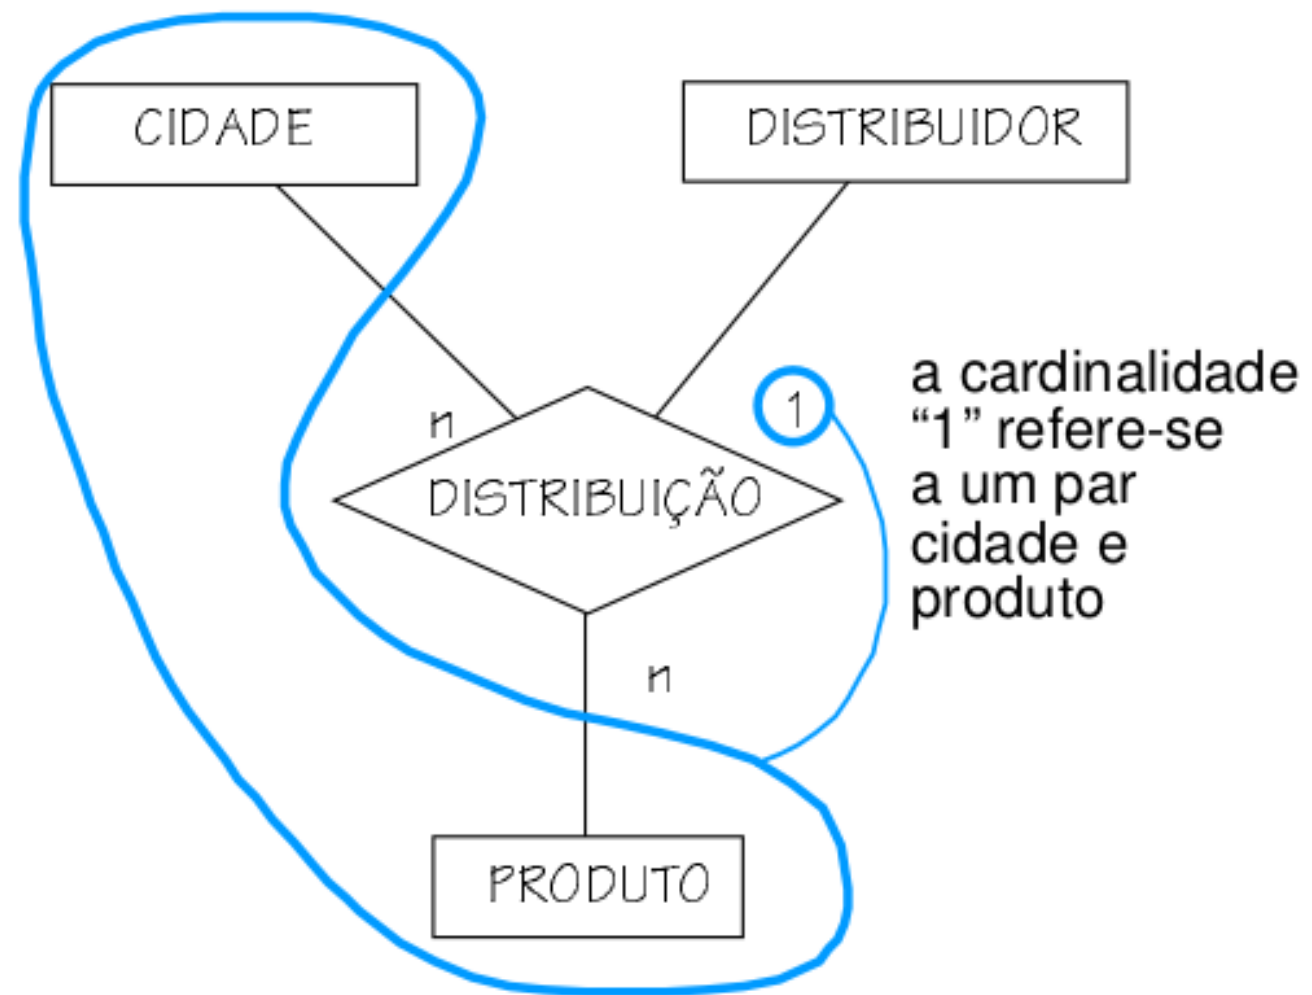 CIDADE
DISTRIBUIDOR
a cardinalidade
"1" refere-se
a um par
cidade e
produto
1
n
DISTRIBUIÇÃO
n
PRODUTO